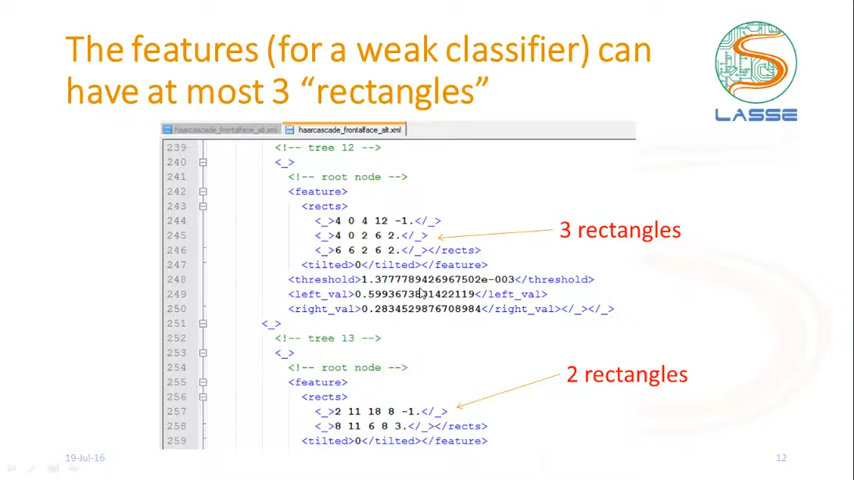 The features (for a weak classifier) can
have at most 3 “rectangles”
LASSE
haarcascade_frontalface_alt.xml haarcascade_frontalface_alt.xml
239 <!-- tree 12 -->
240 <_>
241 <!-- root node -->
242 <feature>
243 <rects>
244 <_>4 0 4 12 -1.</_>
245 <_>4 0 2 6 2.</_>
246 <_>6 6 2 6 2.</_></rects>
3 rectangles
247 <tilted>0</tilted></feature>
248 <threshold>1.3777789426967502e-003</threshold>
249 <left_val>0.5993673801422119</left_val>
250 <right_val>0.2834529876708984</right_val></_></_>
251 <_>
252 <!-- tree 13 -->
253 <_>
254 <!-- root node -->
255 <feature>
2 rectangles
256 <rects>
257 <_>2 11 18 8 -1.</_>
258 <_>8 11 6 8 3.</_></rects>
259 <tilted>0</tilted></feature>
19-Jul-16
12